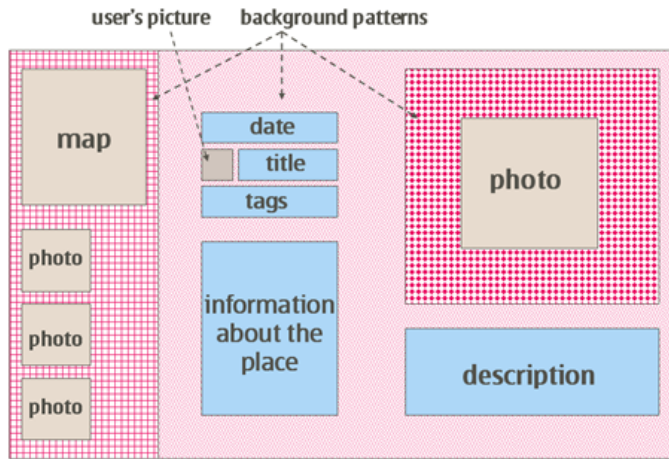 user's picture
background patterns
map
photo
photo
photo
date
title
tags
information
about the
place
photo
description